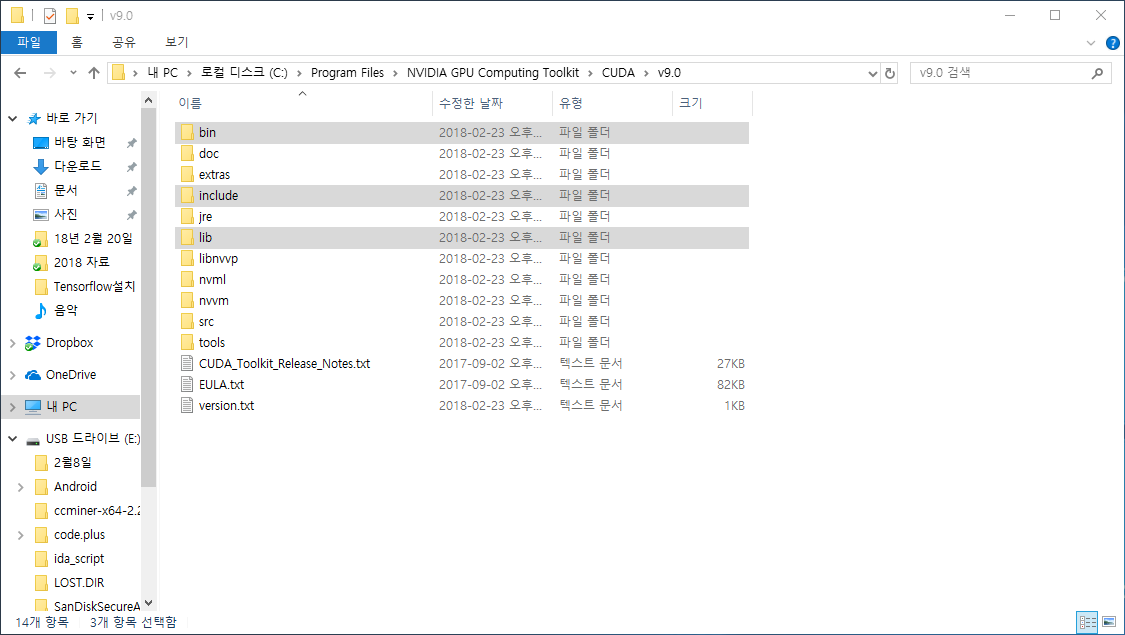 v9.0
파일 홈 공유 보기
내 PC 로컬 디스크 (C:) Program Files NVIDIA GPU Computing Toolkit CUDA v9.0
v9.0 검색
바로 가기
바탕 화면
다운로드
문서
사진
18년 2월 20일
2018 자료
Tensorflow설치
음악
Dropbox
OneDrive
내 PC
USB 드라이브 (E:)
2월8일
Android
ccminer-x64-2.2
code.plus
ida_script
LOST.DIR
SanDiskSecureA
이름 수정한 날짜 유형 크기
bin 2018-02-23 오후... 파일 폴더
doc 2018-02-23 오후... 파일 폴더
extras 2018-02-23 오후... 파일 폴더
include 2018-02-23 오후... 파일 폴더
jre 2018-02-23 오후... 파일 폴더
lib 2018-02-23 오후... 파일 폴더
libnvvp 2018-02-23 오후... 파일 폴더
nvml 2018-02-23 오후... 파일 폴더
nvvm 2018-02-23 오후... 파일 폴더
src 2018-02-23 오후... 파일 폴더
tools 2018-02-23 오후... 파일 폴더
CUDA_Toolkit_Release_Notes.txt 2017-09-02 오후... 텍스트 문서 27KB
EULA.txt 2017-09-02 오후... 텍스트 문서 82KB
version.txt 2018-02-23 오후... 텍스트 문서 1KB
14개 항목 3개 항목 선택함